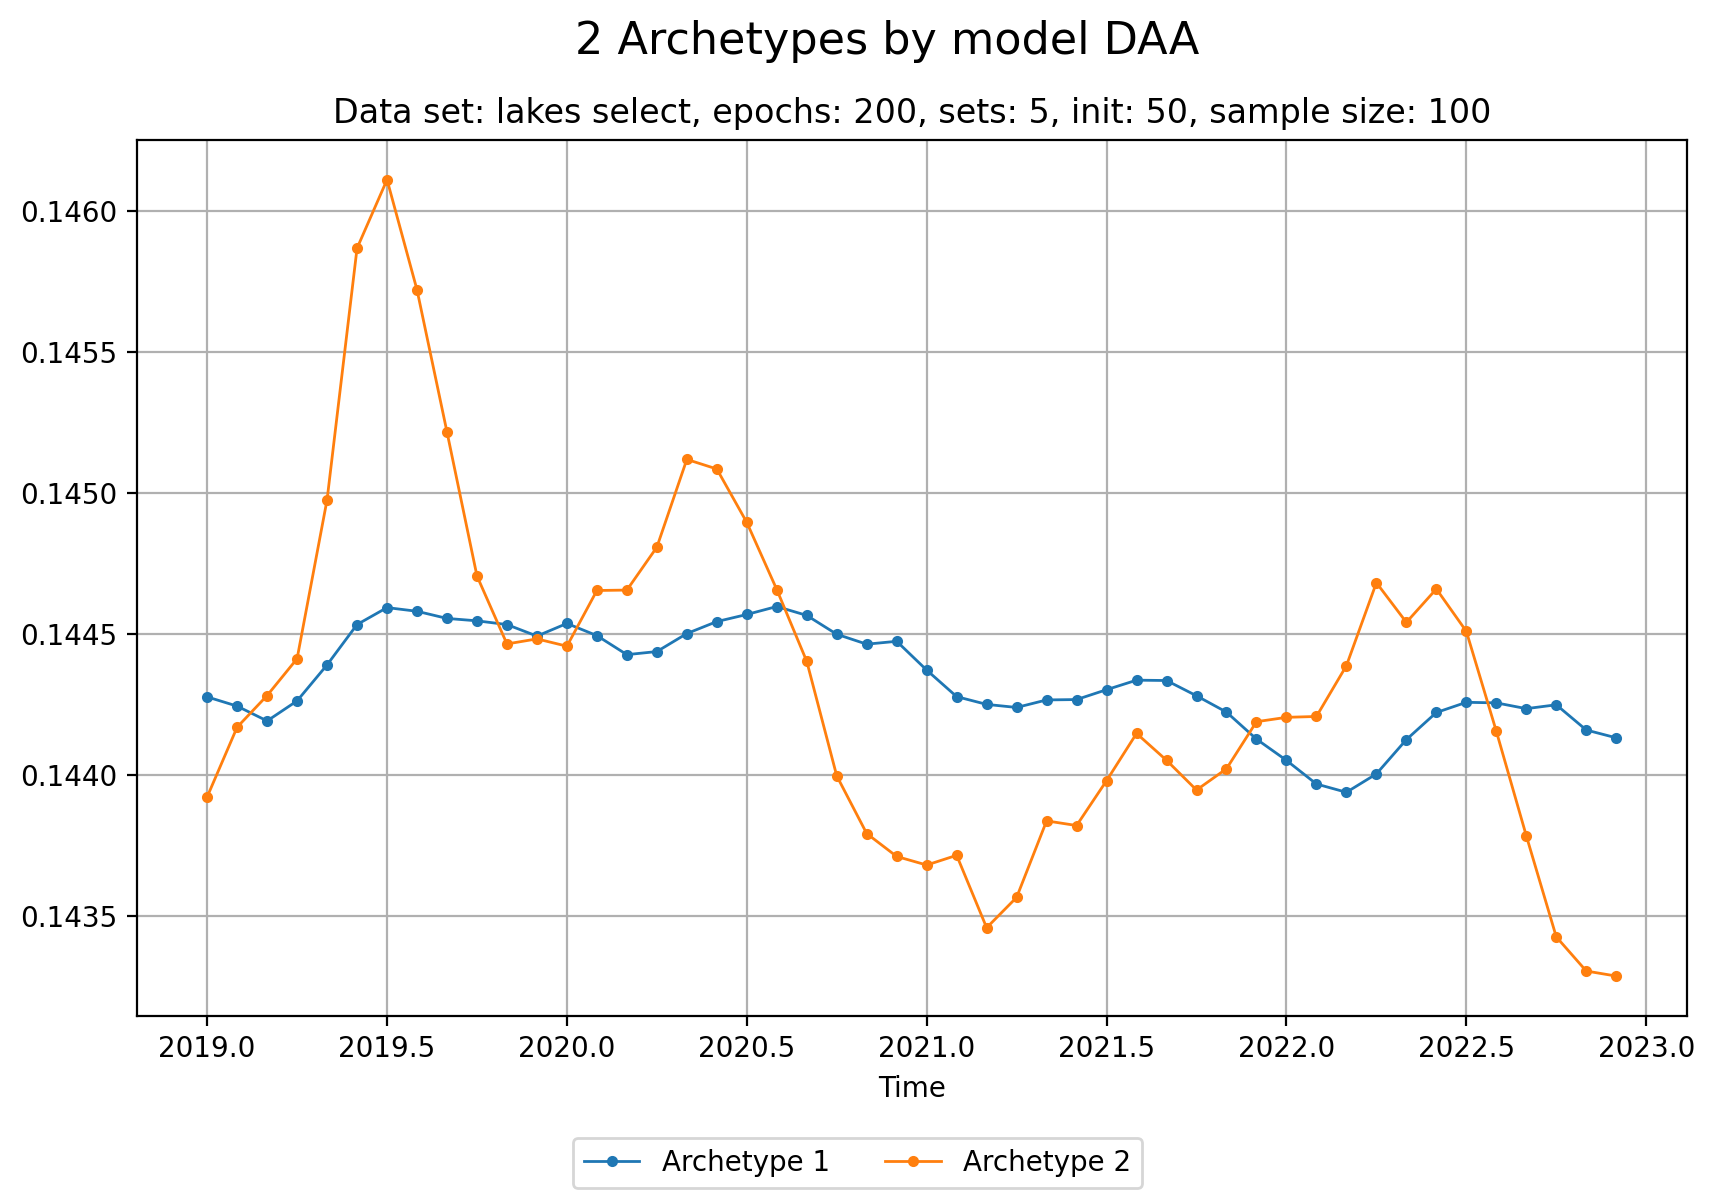 2 Archetypes by model DAA
Data set: lakes select, epochs: 200, sets: 5, init: 50, sample size: 100
0.1460
0.1455
0.1450
0.1445
0.1440
0.1435
2019.0 2019.5 2020.0 2020.5 2021.0 2021.5 2022.0 2022.5 2023.0
Time
Archetype 1 Archetype 2